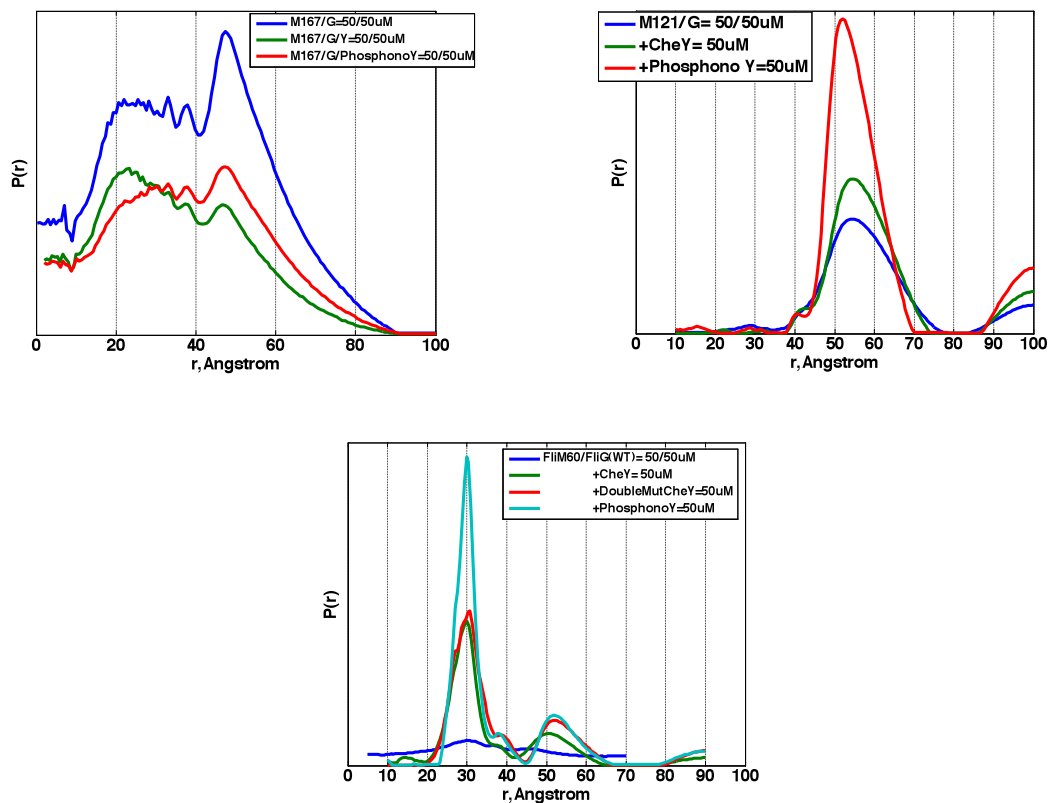 M167/G=50/50uM
M167/G/Y=50/50uM
M167/G/PhosphonoY=50/50uM
P(r)
0 20 40 60 80 100
r, Angstrom
M121/G= 50/50uM
+CheY= 50uM
+Phosphono Y=50uM
P(r)
0 10 20 30 40 50 60 70 80 90 100
r, Angstrom
FliM60/FliG(WT)= 50/50uM
+CheY= 50uM
+DoubleMutCheY=50uM
+PhosphonoY=50uM
P(r)
0 10 20 30 40 50 60 70 80 90 100
r, Angstrom